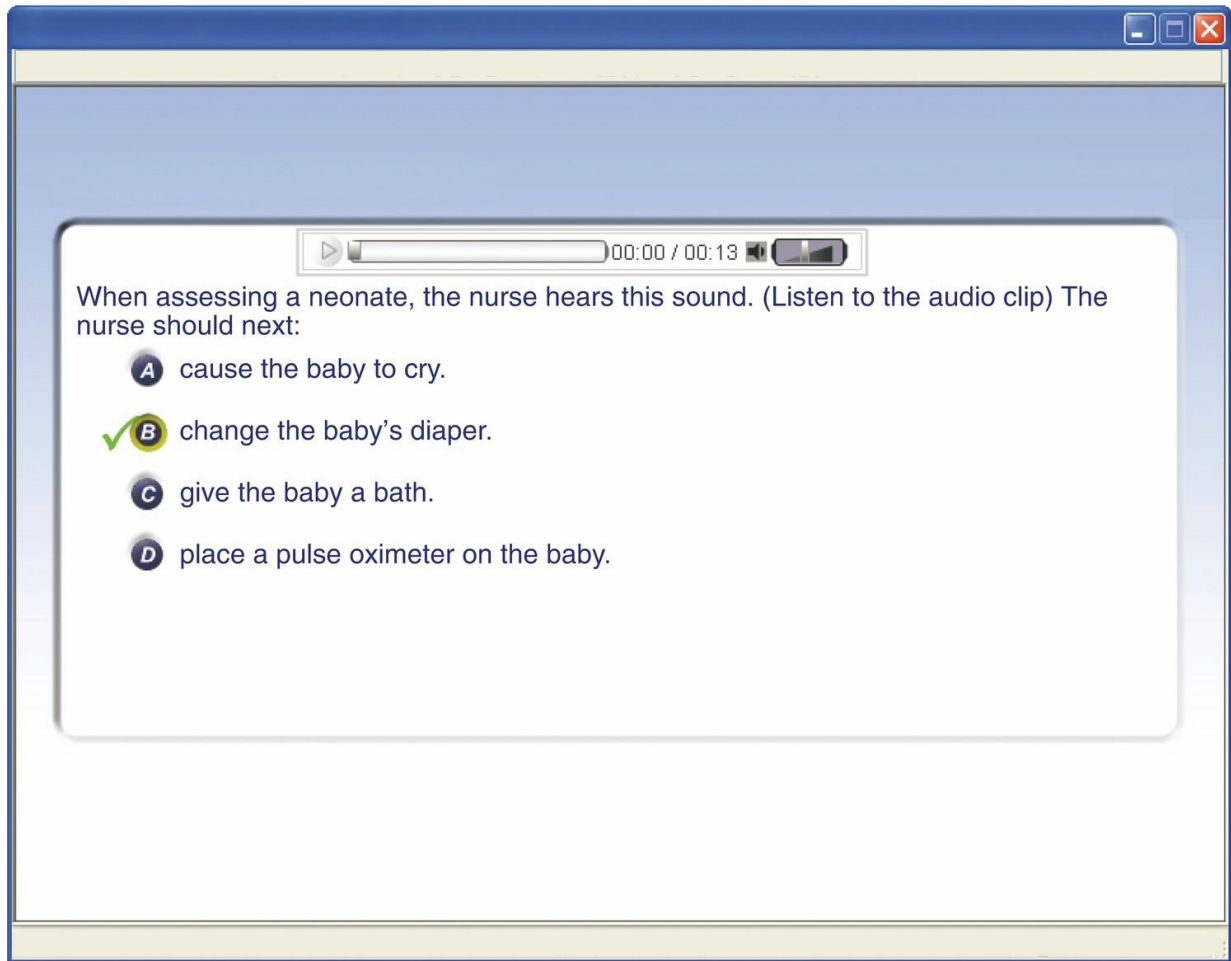 00:00 / 00:13
When assessing a neonate, the nurse hears this sound. (Listen to the audio clip) The
nurse should next:
A cause the baby to cry.
B change the baby’s diaper.
C give the baby a bath.
D place a pulse oximeter on the baby.